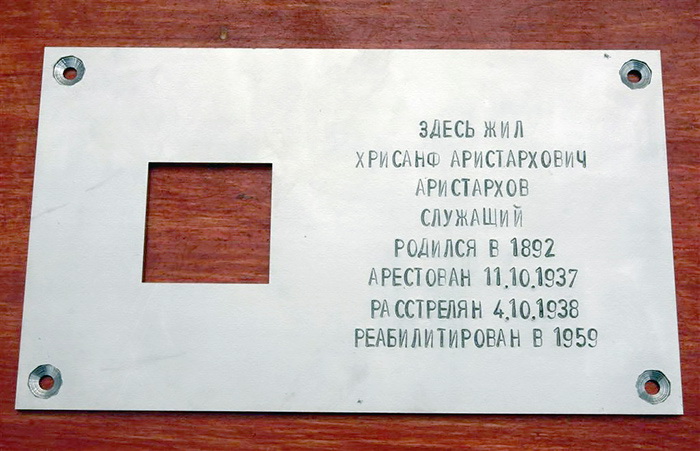 ЗДЕСЬ ЖИЛ
ХРИСАНФ АРИСТАРХОВИЧ
АРИСТАРХОВ
СЛУЖАЩИЙ
РОДИЛСЯ В 1892
АРЕСТОВАН 11.10.1937
РАССТРЕЛЯН 4.10.1938
РЕАБИЛИТИРОВАН В 1959